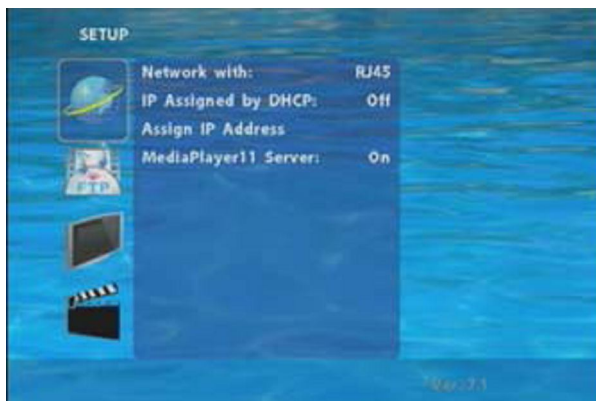 SETUP
Network with: RJ45
IP Assigned by DHCP: Off
Assign IP Address
MediaPlayer11 Server: On
FTP